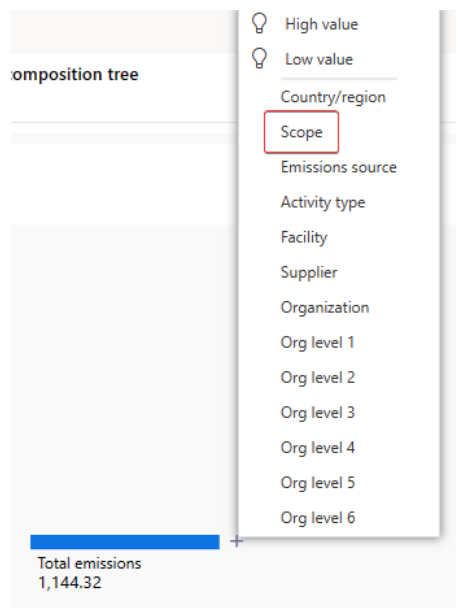 High value
Low value
composition tree
Country/region
Scope
Emissions source
Activity type
Facility
Supplier
Organization
Org level 1
Org level 2
Org level 3
Org level 4
Org level 5
Org level 6
Total emissions
1,144.32